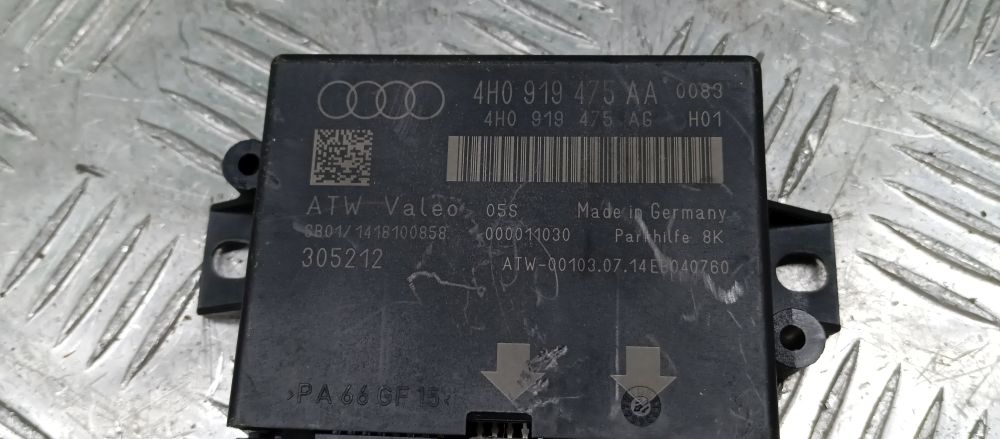 4H0 919 475 AA 0083
4H0 919 475 AG H01
ATW Valeo 05S Made in Germany
SB01/1418100858 000011030 Parkhilfe 8K
305212 ATW-00103.07.14EB040760
>PA 66 GF 15<